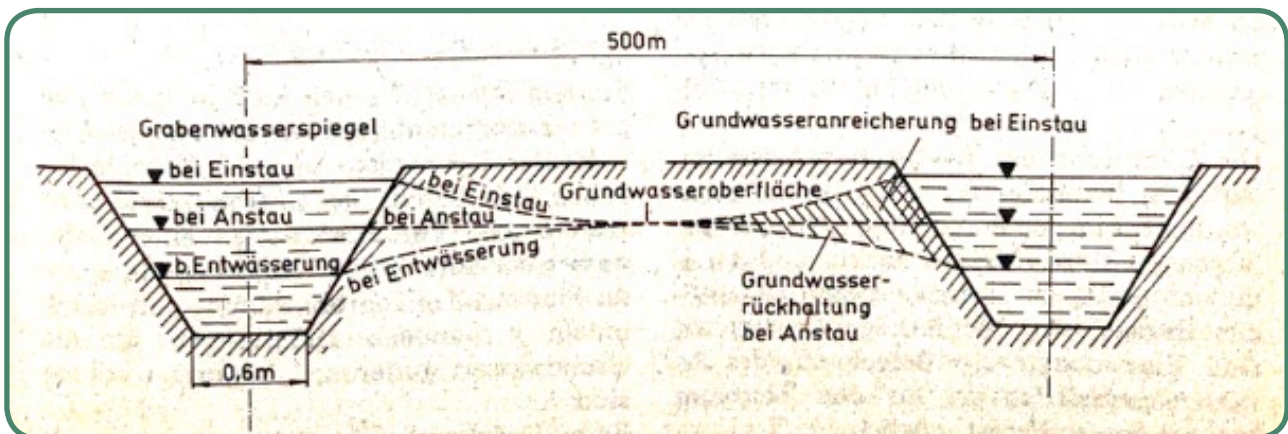 500m
Grabenwasserspiegel
Grundwasseranreicherung bei Einstau
bei Einstau
bei Einstau
Grundwasseroberfläche
bei Anstau
bei Anstau
b.Entwässerung
bei Entwässerung
Grundwasser-
rückhaltung
bei Anstau
0,6m